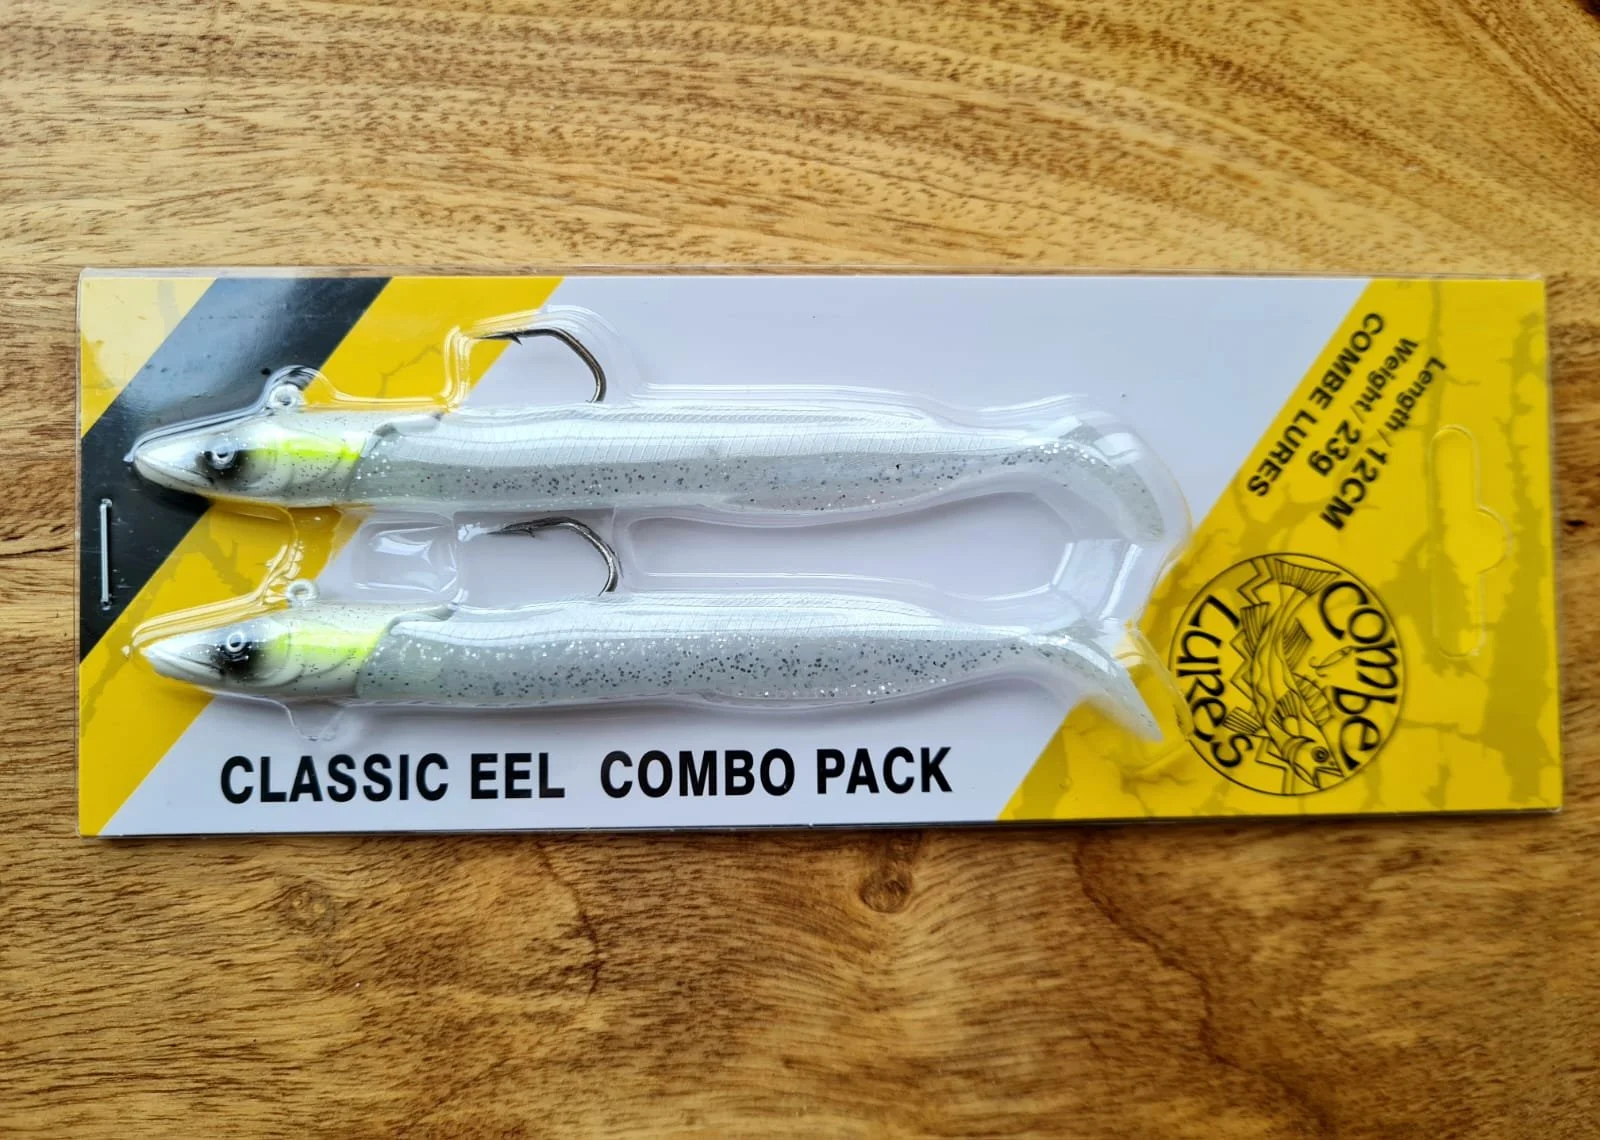 Length / 12CM
Weight / 23g
COMBE LURES
Combe
Lures
CLASSIC EEL COMBO PACK